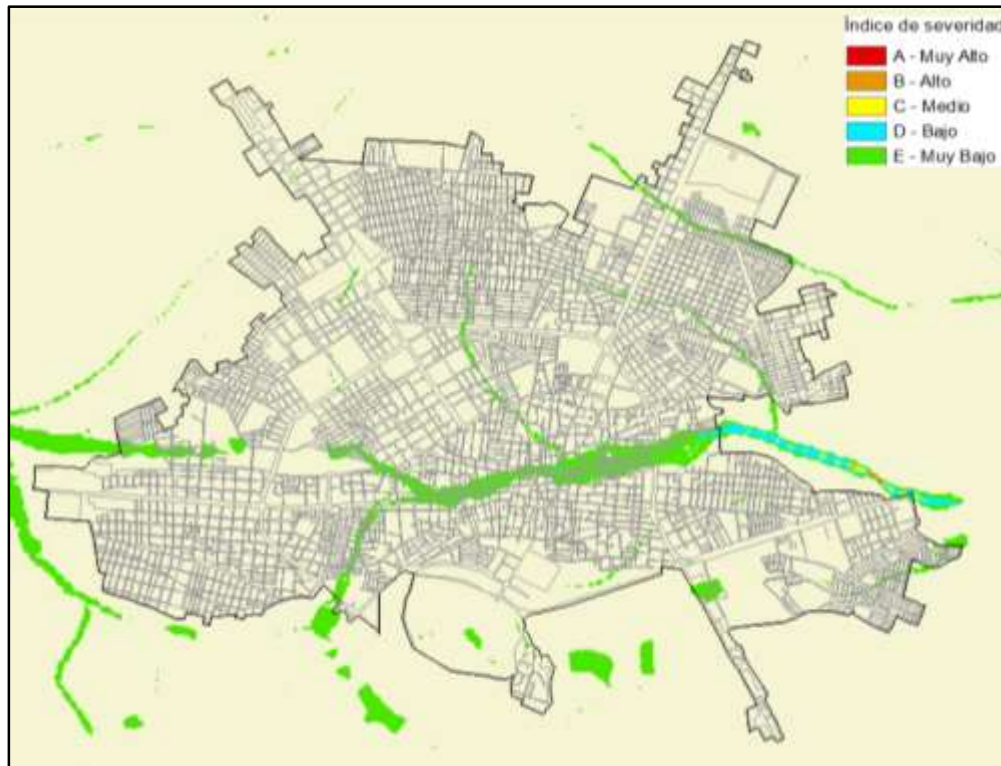 Índice de severidad
A - Muy Alto
B - Alto
C - Medio
D - Bajo
E - Muy Bajo